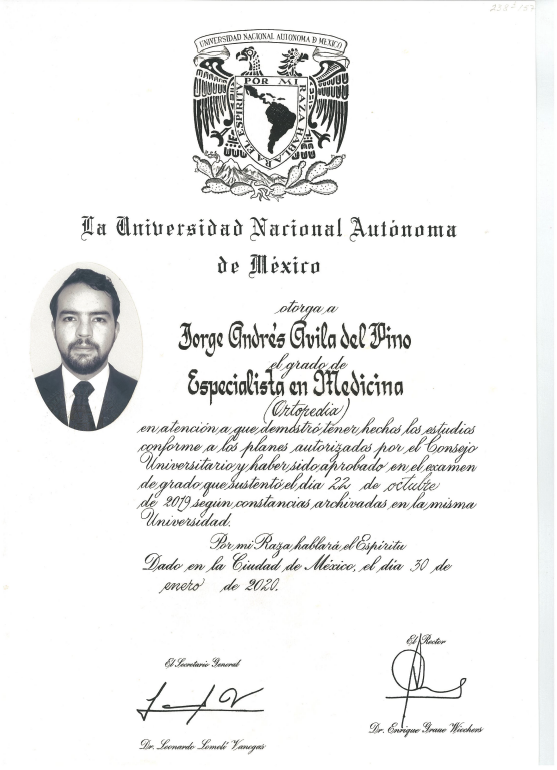 UNIVERSIDAD NACIONAL AUTONOMA D MEXICO
POR MI RAZA HABLARA EL ESPIRITU
La Universidad Nacional Autónoma
de México
otorga a
Jorge Andrés Avila del Pino
el grado de
Especialista en Medicina
(Ortopedia)
en atención a que demostró tener hechos los estudios
conforme a los planes autorizados por el Consejo
Universitario y haber sido aprobado en el examen
de grado que sustentó el día 22 de octubre
de 2019 según constancias archivadas en la misma
Universidad.
Por mi Raza hablará el Espíritu
Dado en la Ciudad de México, el día 30 de
enero de 2020.
El Rector
El Secretario General
Dr. Enrique Graue Wiechers
Dr. Leonardo Lomelí Vanegas